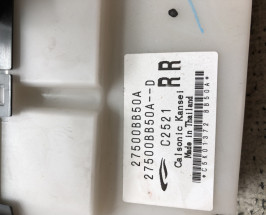 27500BB50A
27500BB50A--D
C2521
RR
Calsonic Kansei
Made in Thailand